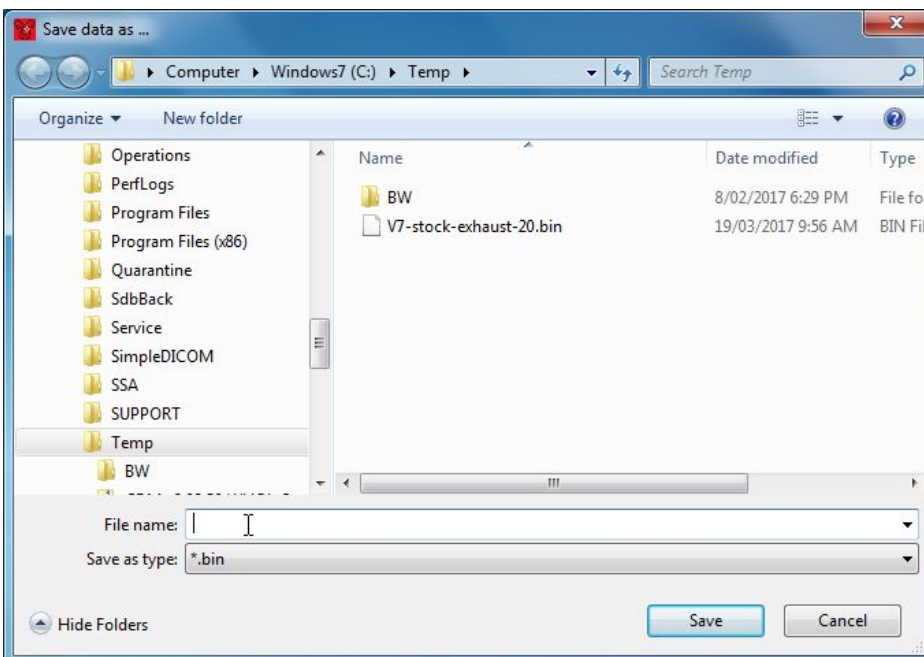 Save data as ...
Computer Windows7 (C:) Temp
Search Temp
Organize New folder
Operations
PerfLogs
Program Files
Program Files (x86)
Quarantine
SdbBack
Service
SimpleDICOM
SSA
SUPPORT
Temp
BW
Name Date modified Type
BW 8/02/2017 6:29 PM File fo
V7-stock-exhaust-20.bin 19/03/2017 9:56 AM BIN Fil
File name:
Save as type: *.bin
Hide Folders Save Cancel